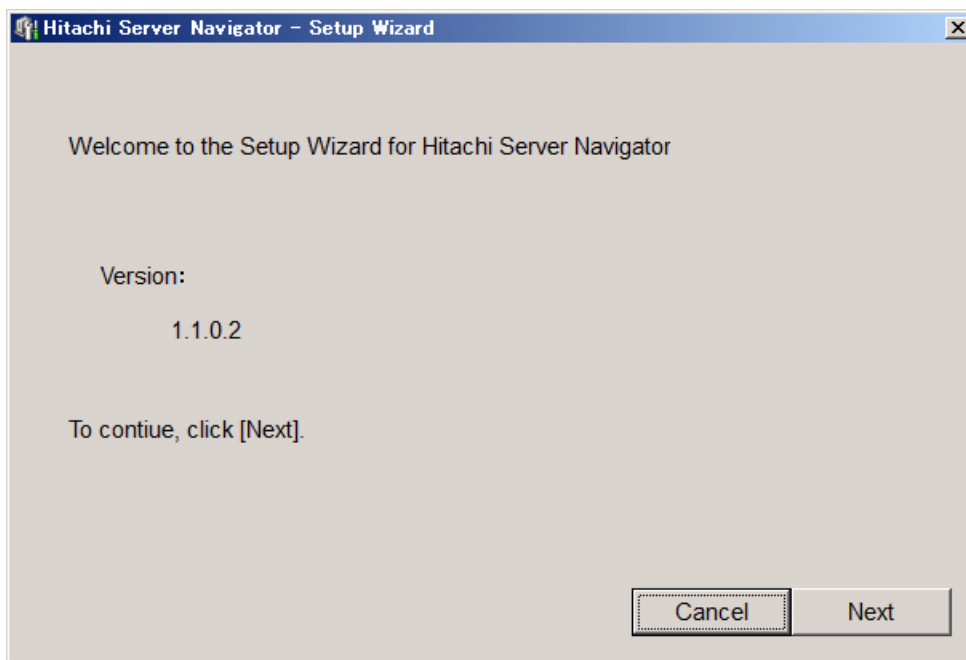 Hitachi Server Navigator - Setup Wizard
Welcome to the Setup Wizard for Hitachi Server Navigator
Version:
1.1.0.2
To contiue, click [Next].
Cancel Next